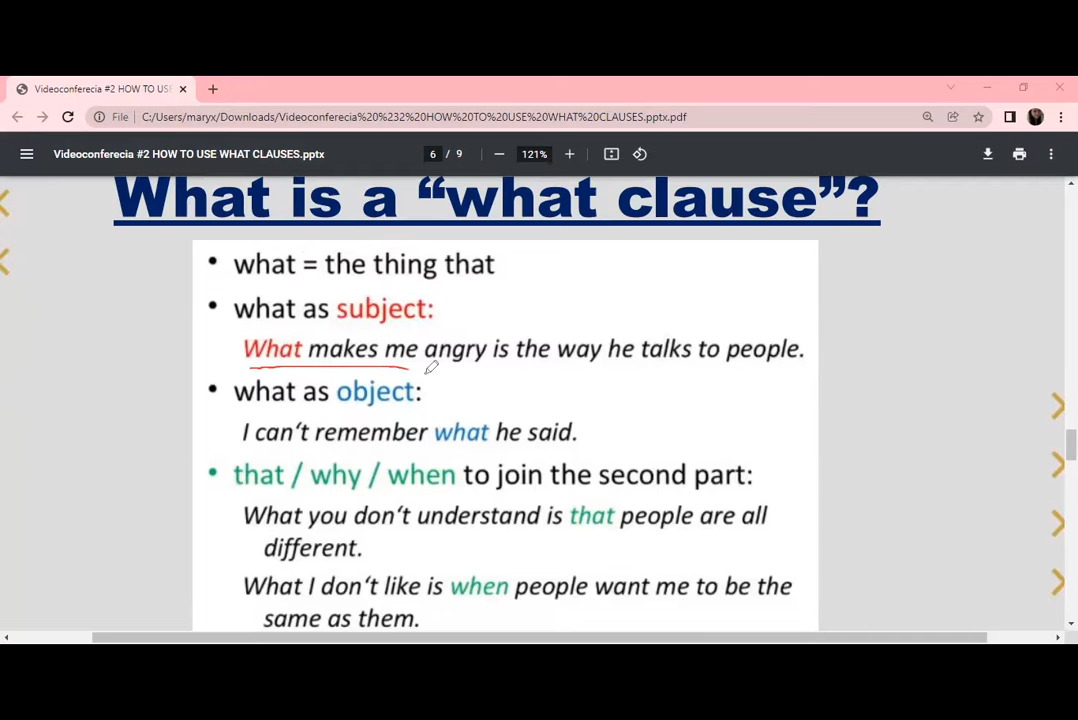 Videoconferecia #2 HOW TO USE
File C:/Users/maryx/Downloads/Videoconferecia%20%232%20HOW%20TO%20USE%20WHAT%20CLAUSES.pptx.pdf
Videoconferecia #2 HOW TO USE WHAT CLAUSES.pptx
6 / 9
121%
What is a “what clause”?
• what = the thing that
• what as subject:
What makes me angry is the way he talks to people.
• what as object:
I can‘t remember what he said.
• that / why / when to join the second part:
What you don‘t understand is that people are all
different.
What I don‘t like is when people want me to be the
same as them.